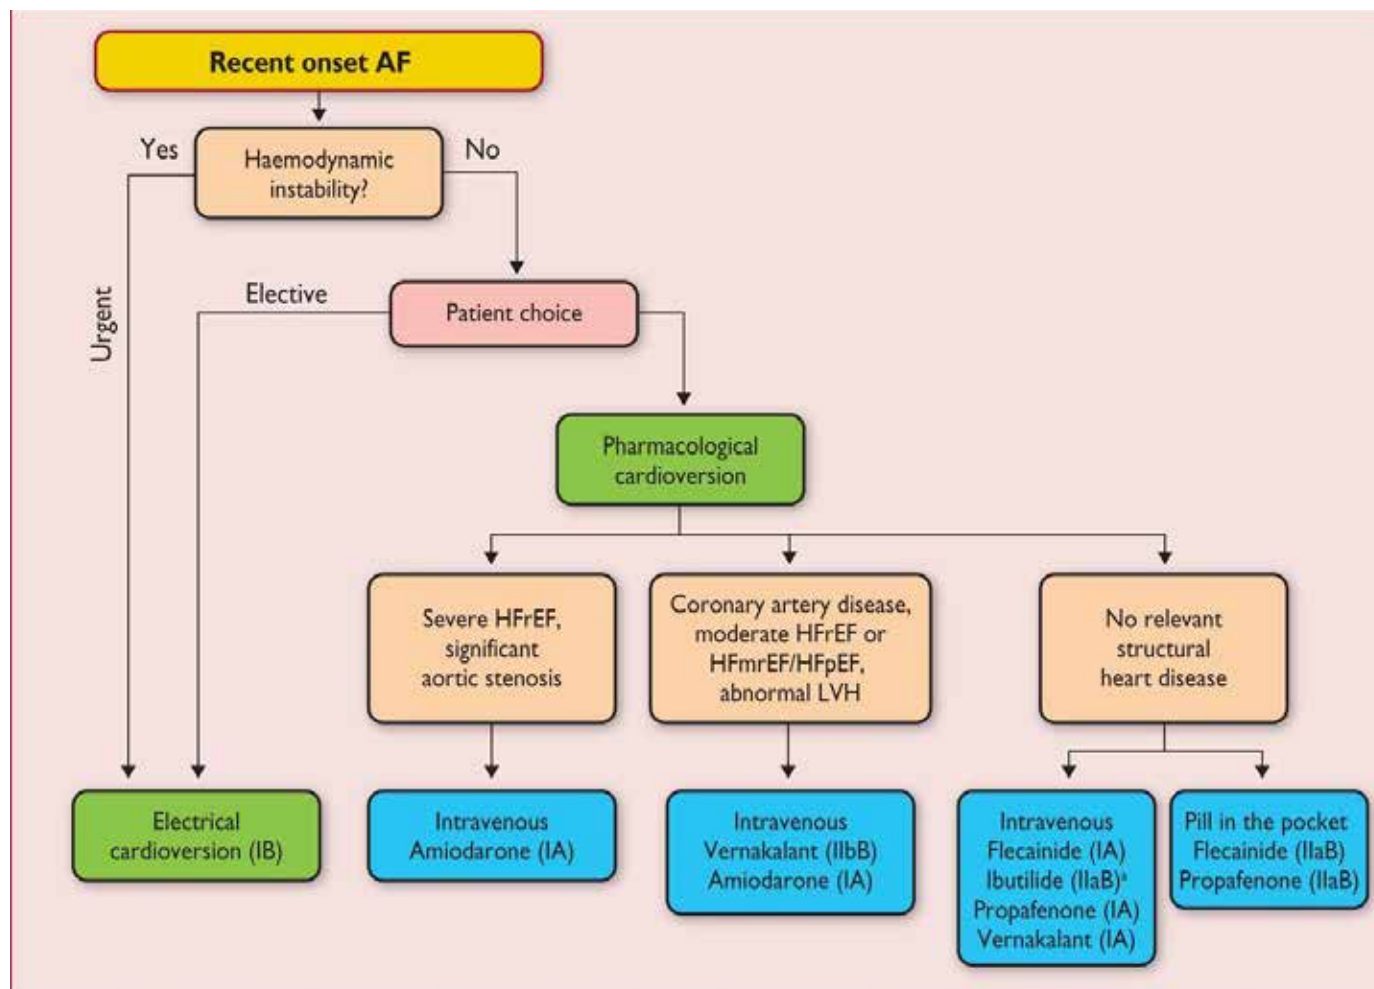 Recent onset AF
Yes
Haemodynamic
instability?
No
Urgent
Elective
Patient choice
Pharmacological
cardioversion
Severe HFrEF,
significant
aortic stenosis
Coronary artery disease,
moderate HFrEF or
HFmrEF/HFpEF,
abnormal LVH
No relevant
structural
heart disease
Electrical
cardioversion (IB)
Intravenous
Amiodarone (IA)
Intravenous
Vernakalant (IIbB)
Amiodarone (IA)
Intravenous
Flecainide (IA)
Ibutilide (IIaB)ᵃ
Propafenone (IA)
Vernakalant (IA)
Pill in the pocket
Flecainide (IIaB)
Propafenone (IIaB)